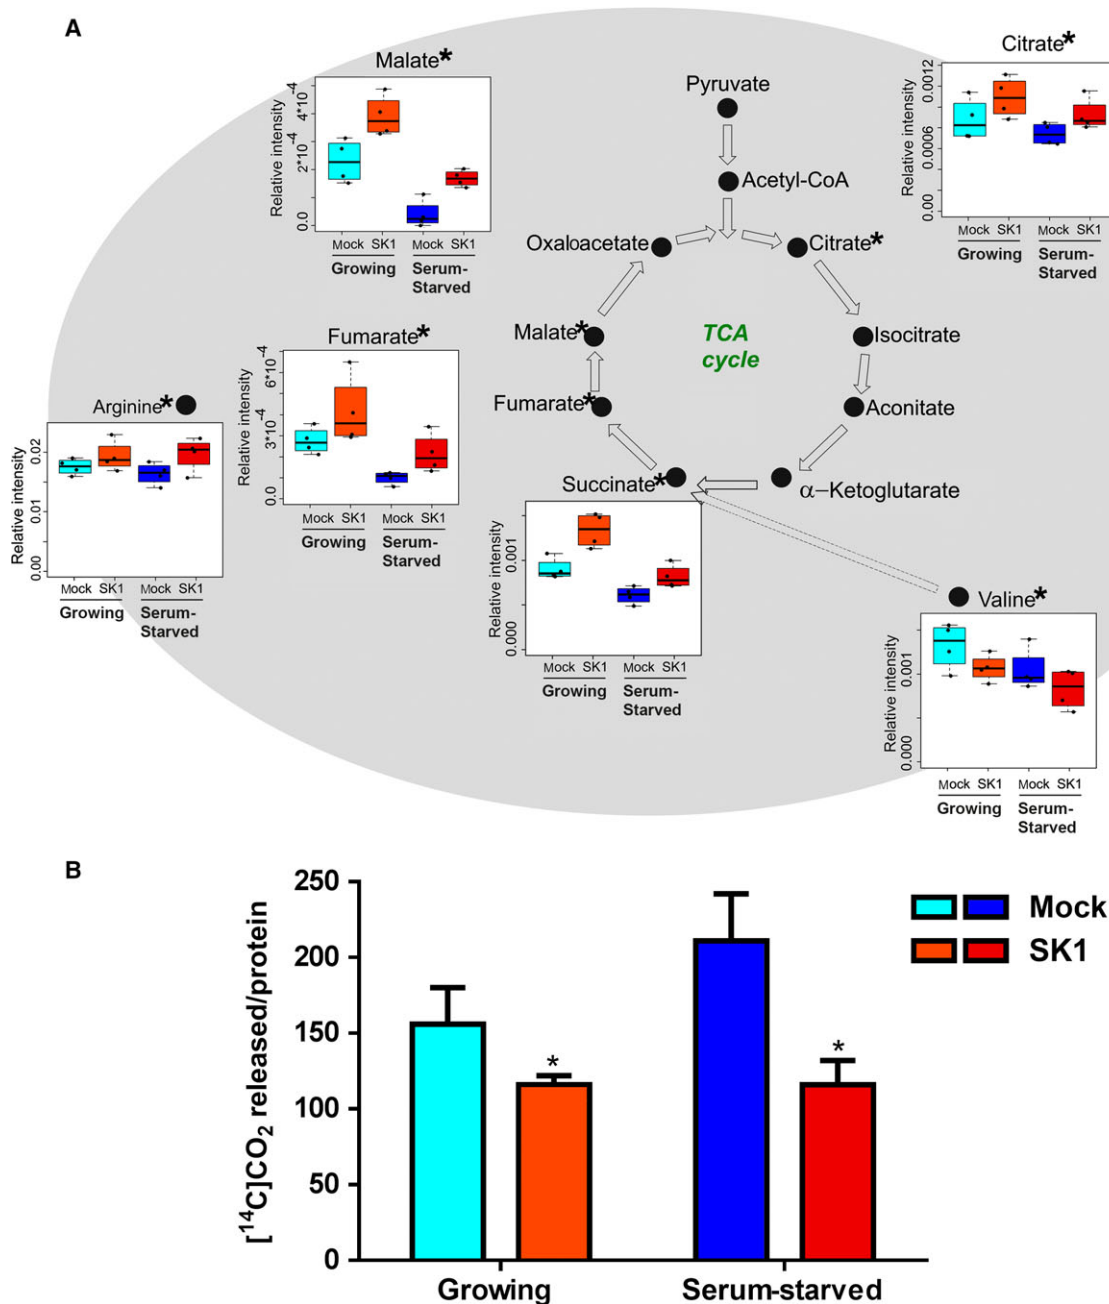 A
Malate*
Relative intensity
0.0 2*10⁻⁴ 4*10⁻⁴
Mock SK1 Mock SK1
Growing Serum-
Starved
Citrate*
Relative intensity
0.00 0.0006 0.0012
Mock SK1 Mock SK1
Growing Serum-
Starved
Pyruvate
Acetyl-CoA
Oxaloacetate
Citrate*
Malate*
TCA
cycle
Isocitrate
Fumarate*
Aconitate
Succinate*
α–Ketoglutarate
Fumarate*
Relative intensity
0.0 3*10⁻⁴ 6*10⁻⁴
Mock SK1 Mock SK1
Growing Serum-
Starved
Arginine*
Relative intensity
0.00 0.01 0.02
Mock SK1 Mock SK1
Growing Serum-
Starved
Relative intensity
0.000 0.001
Mock SK1 Mock SK1
Growing Serum-
Starved
Valine*
Relative intensity
0.000 0.001
Mock SK1 Mock SK1
Growing Serum-
Starved
B
[¹⁴C]CO₂ released/protein
250
200
150
100
50
0
*
*
Growing Serum-starved
Mock
SK1